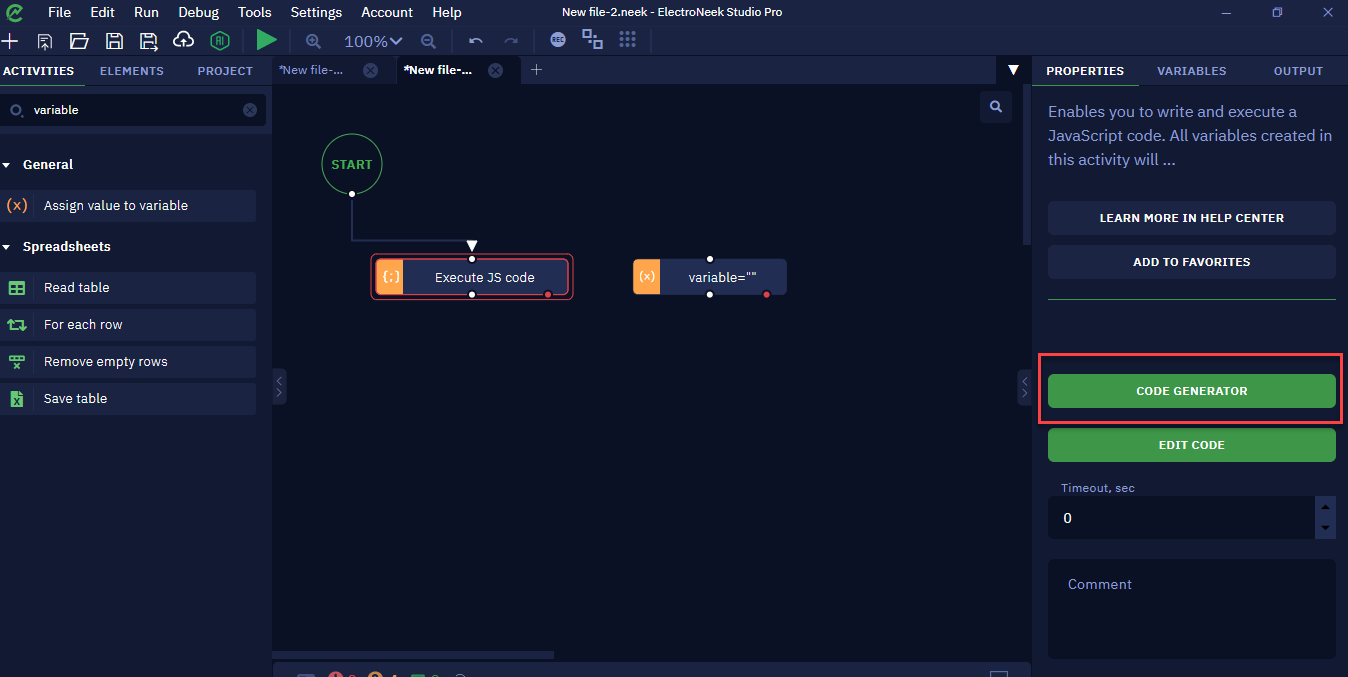 File Edit Run Debug Tools Settings Account Help
New file-2.neek - ElectroNeek Studio Pro
AI 100% REC
ACTIVITIES ELEMENTS PROJECT
*New file-... *New file-...
PROPERTIES VARIABLES OUTPUT
variable
General
(x) Assign value to variable
Spreadsheets
Read table
For each row
Remove empty rows
Save table
START
{;} Execute JS code
(x) variable=""
Enables you to write and execute a
JavaScript code. All variables created in
this activity will ...
LEARN MORE IN HELP CENTER
ADD TO FAVORITES
CODE GENERATOR
EDIT CODE
Timeout, sec
0
Comment